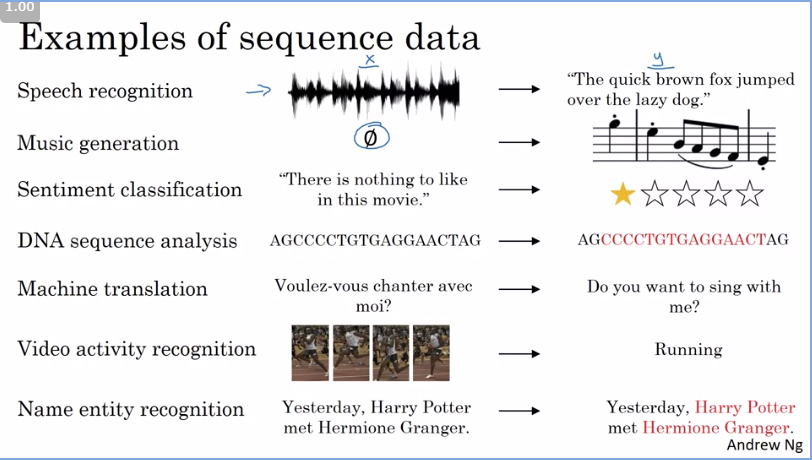 1.00
Examples of sequence data
x
y
Speech recognition
“The quick brown fox jumped
over the lazy dog.”
Music generation
∅
Sentiment classification
“There is nothing to like
in this movie.”
DNA sequence analysis
AGCCCCTGTGAGGAACTAG
AGCCCCTGTGAGGAACTAG
Machine translation
Voulez-vous chanter avec
moi?
Do you want to sing with
me?
Video activity recognition
Running
Name entity recognition
Yesterday, Harry Potter
met Hermione Granger.
Yesterday, Harry Potter
met Hermione Granger.
Andrew Ng